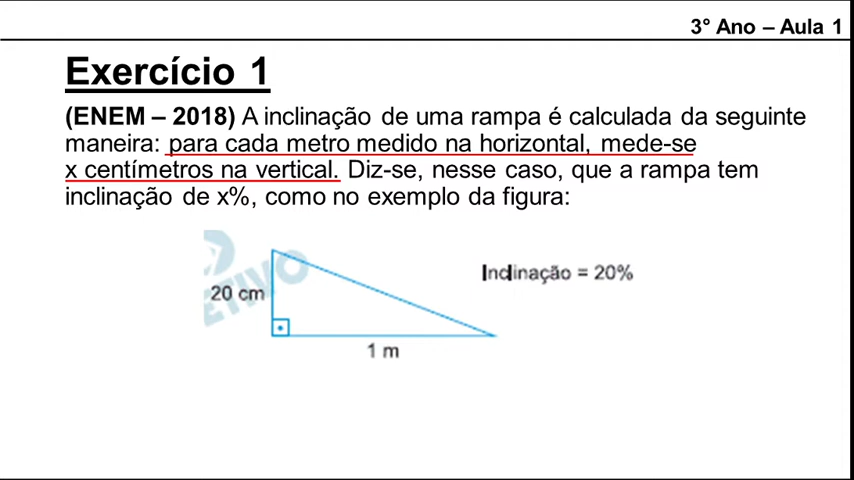 3° Ano – Aula 1
Exercício 1
(ENEM – 2018) A inclinação de uma rampa é calculada da seguinte
maneira: para cada metro medido na horizontal, mede-se
x centímetros na vertical. Diz-se, nesse caso, que a rampa tem
inclinação de x%, como no exemplo da figura:
ETIVO
Inclinação = 20%
20 cm
1 m